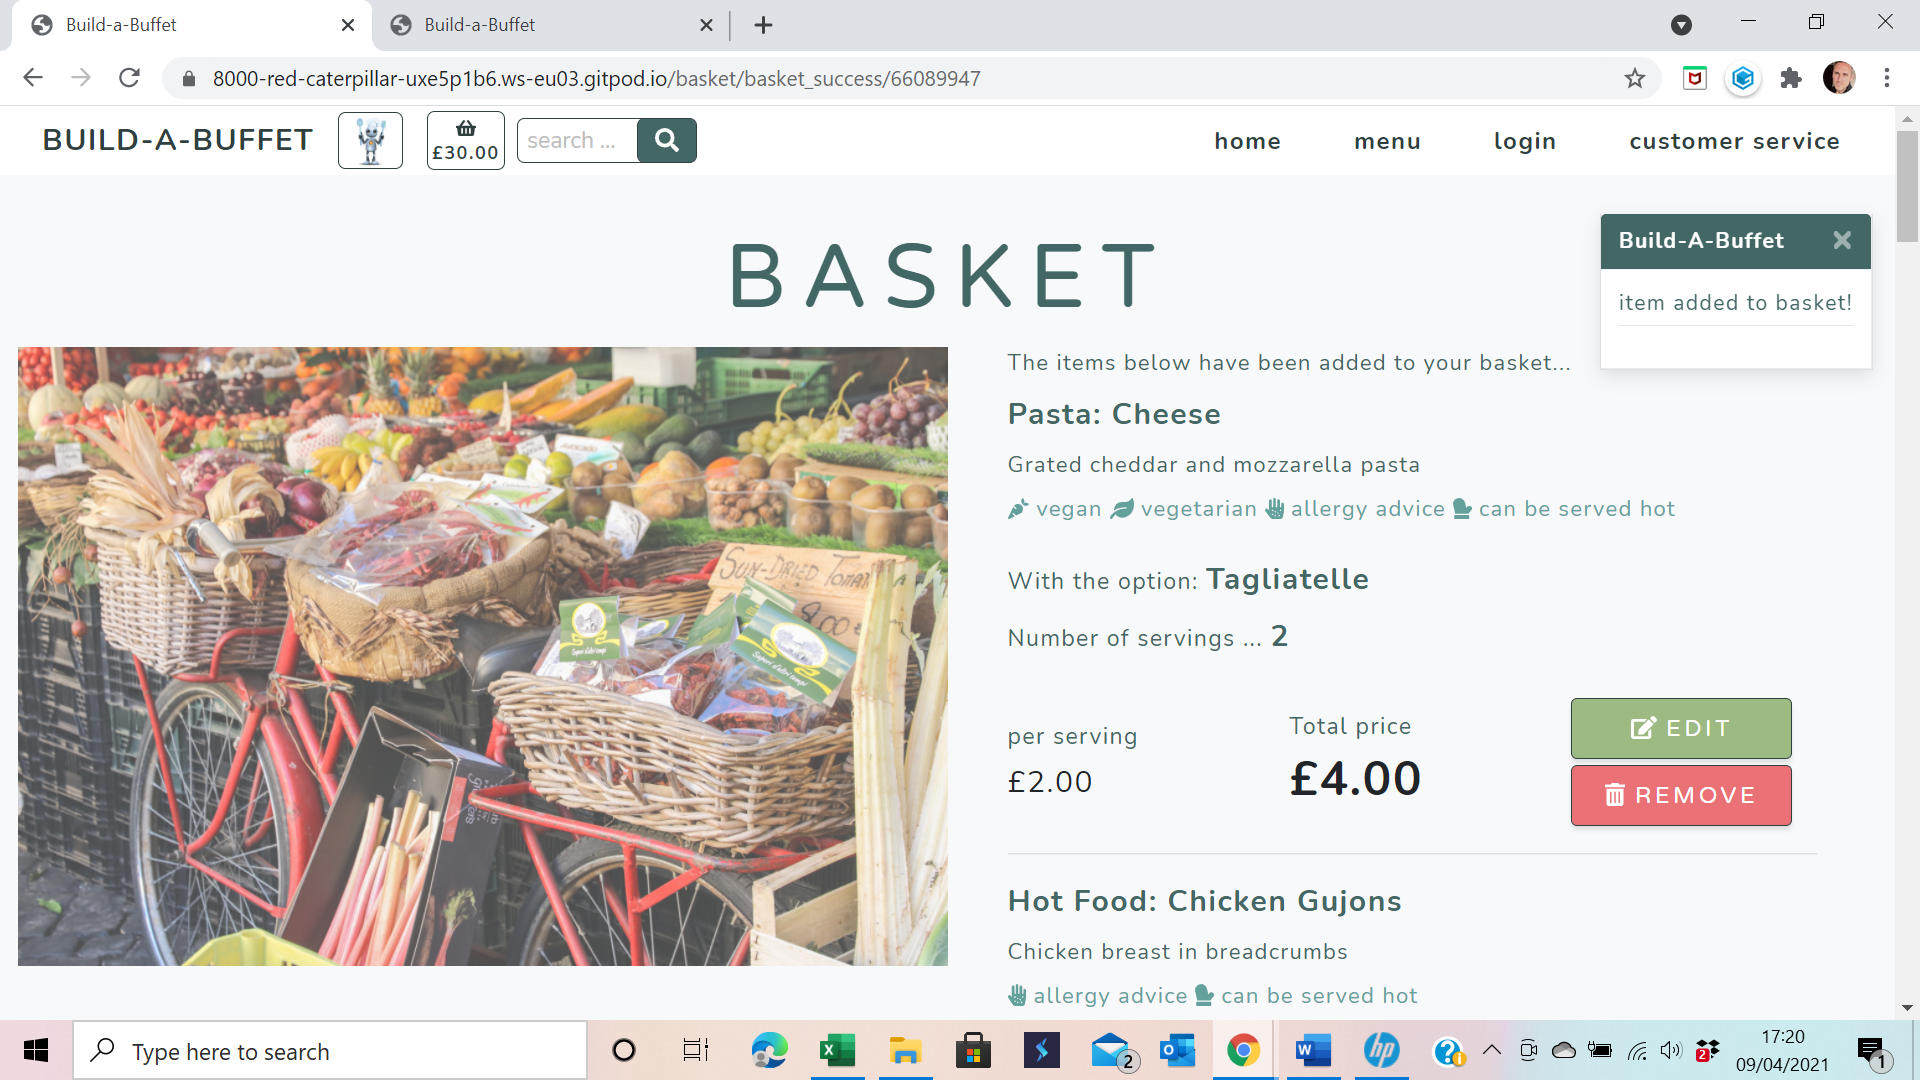 Build-a-Buffet
Build-a-Buffet
8000-red-caterpillar-uxe5p1b6.ws-eu03.gitpod.io/basket/basket_success/66089947
BUILD-A-BUFFET
£30.00
search ...
home
menu
login
customer service
BASKET
Build-A-Buffet
item added to basket!
SUN-DRIED TOMA
8.00€
The items below have been added to your basket...
Pasta: Cheese
Grated cheddar and mozzarella pasta
vegan vegetarian allergy advice can be served hot
With the option: Tagliatelle
Number of servings ... 2
per serving
£2.00
Total price
£4.00
EDIT
REMOVE
Hot Food: Chicken Gujons
Chicken breast in breadcrumbs
allergy advice can be served hot
Type here to search
2
2
17:20
09/04/2021
1